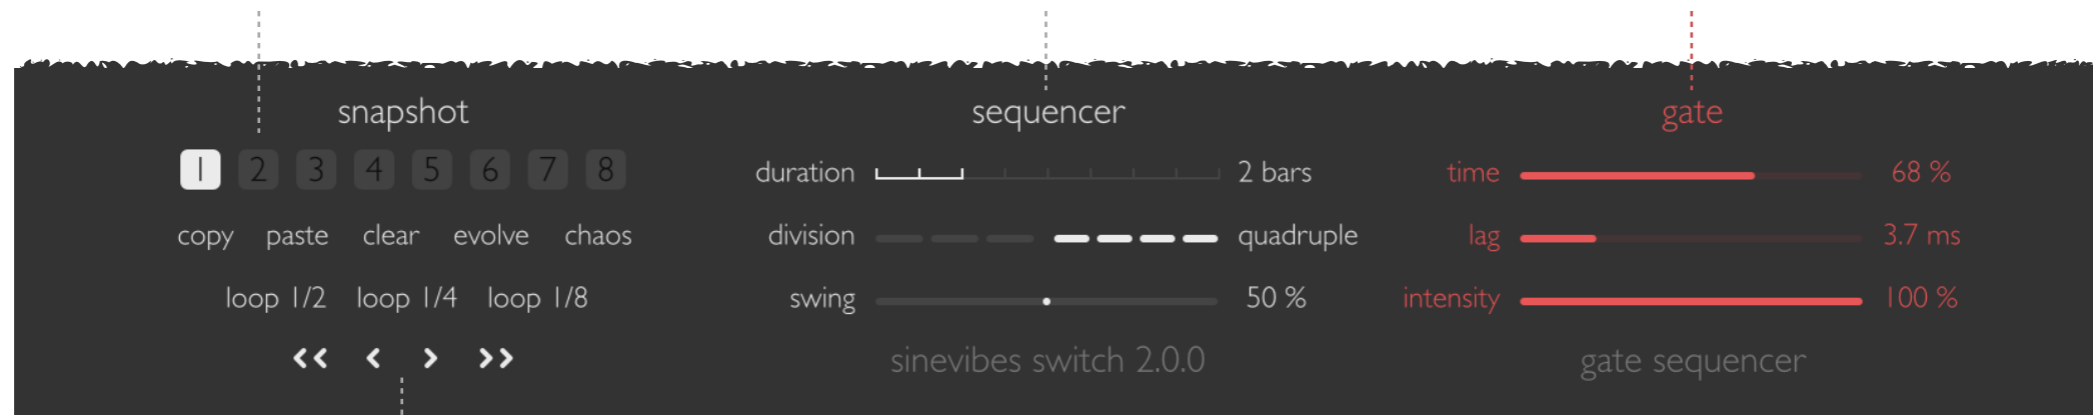 snapshot
1 2 3 4 5 6 7 8
copy paste clear evolve chaos
loop 1/2 loop 1/4 loop 1/8
<< < > >>
sequencer
duration 2 bars
division quadruple
swing 50 %
sinevibes switch 2.0.0
gate
time 68 %
lag 3.7 ms
intensity 100 %
gate sequencer